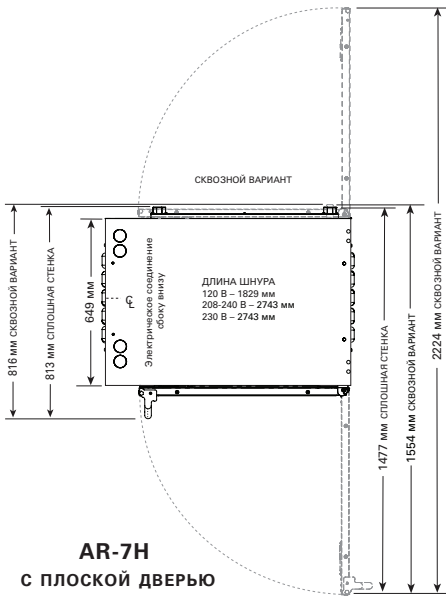 СКВОЗНОЙ ВАРИАНТ
816 мм СКВОЗНОЙ ВАРИАНТ
813 мм СПЛОШНАЯ СТЕНКА
649 мм
℄
Электрическое соединение
сбоку внизу
ДЛИНА ШНУРА
120 В – 1829 мм
208-240 В – 2743 мм
230 В – 2743 мм
1477 мм СПЛОШНАЯ СТЕНКА
1554 мм СКВОЗНОЙ ВАРИАНТ
2224 мм СКВОЗНОЙ ВАРИАНТ
AR-7H
С ПЛОСКОЙ ДВЕРЬЮ